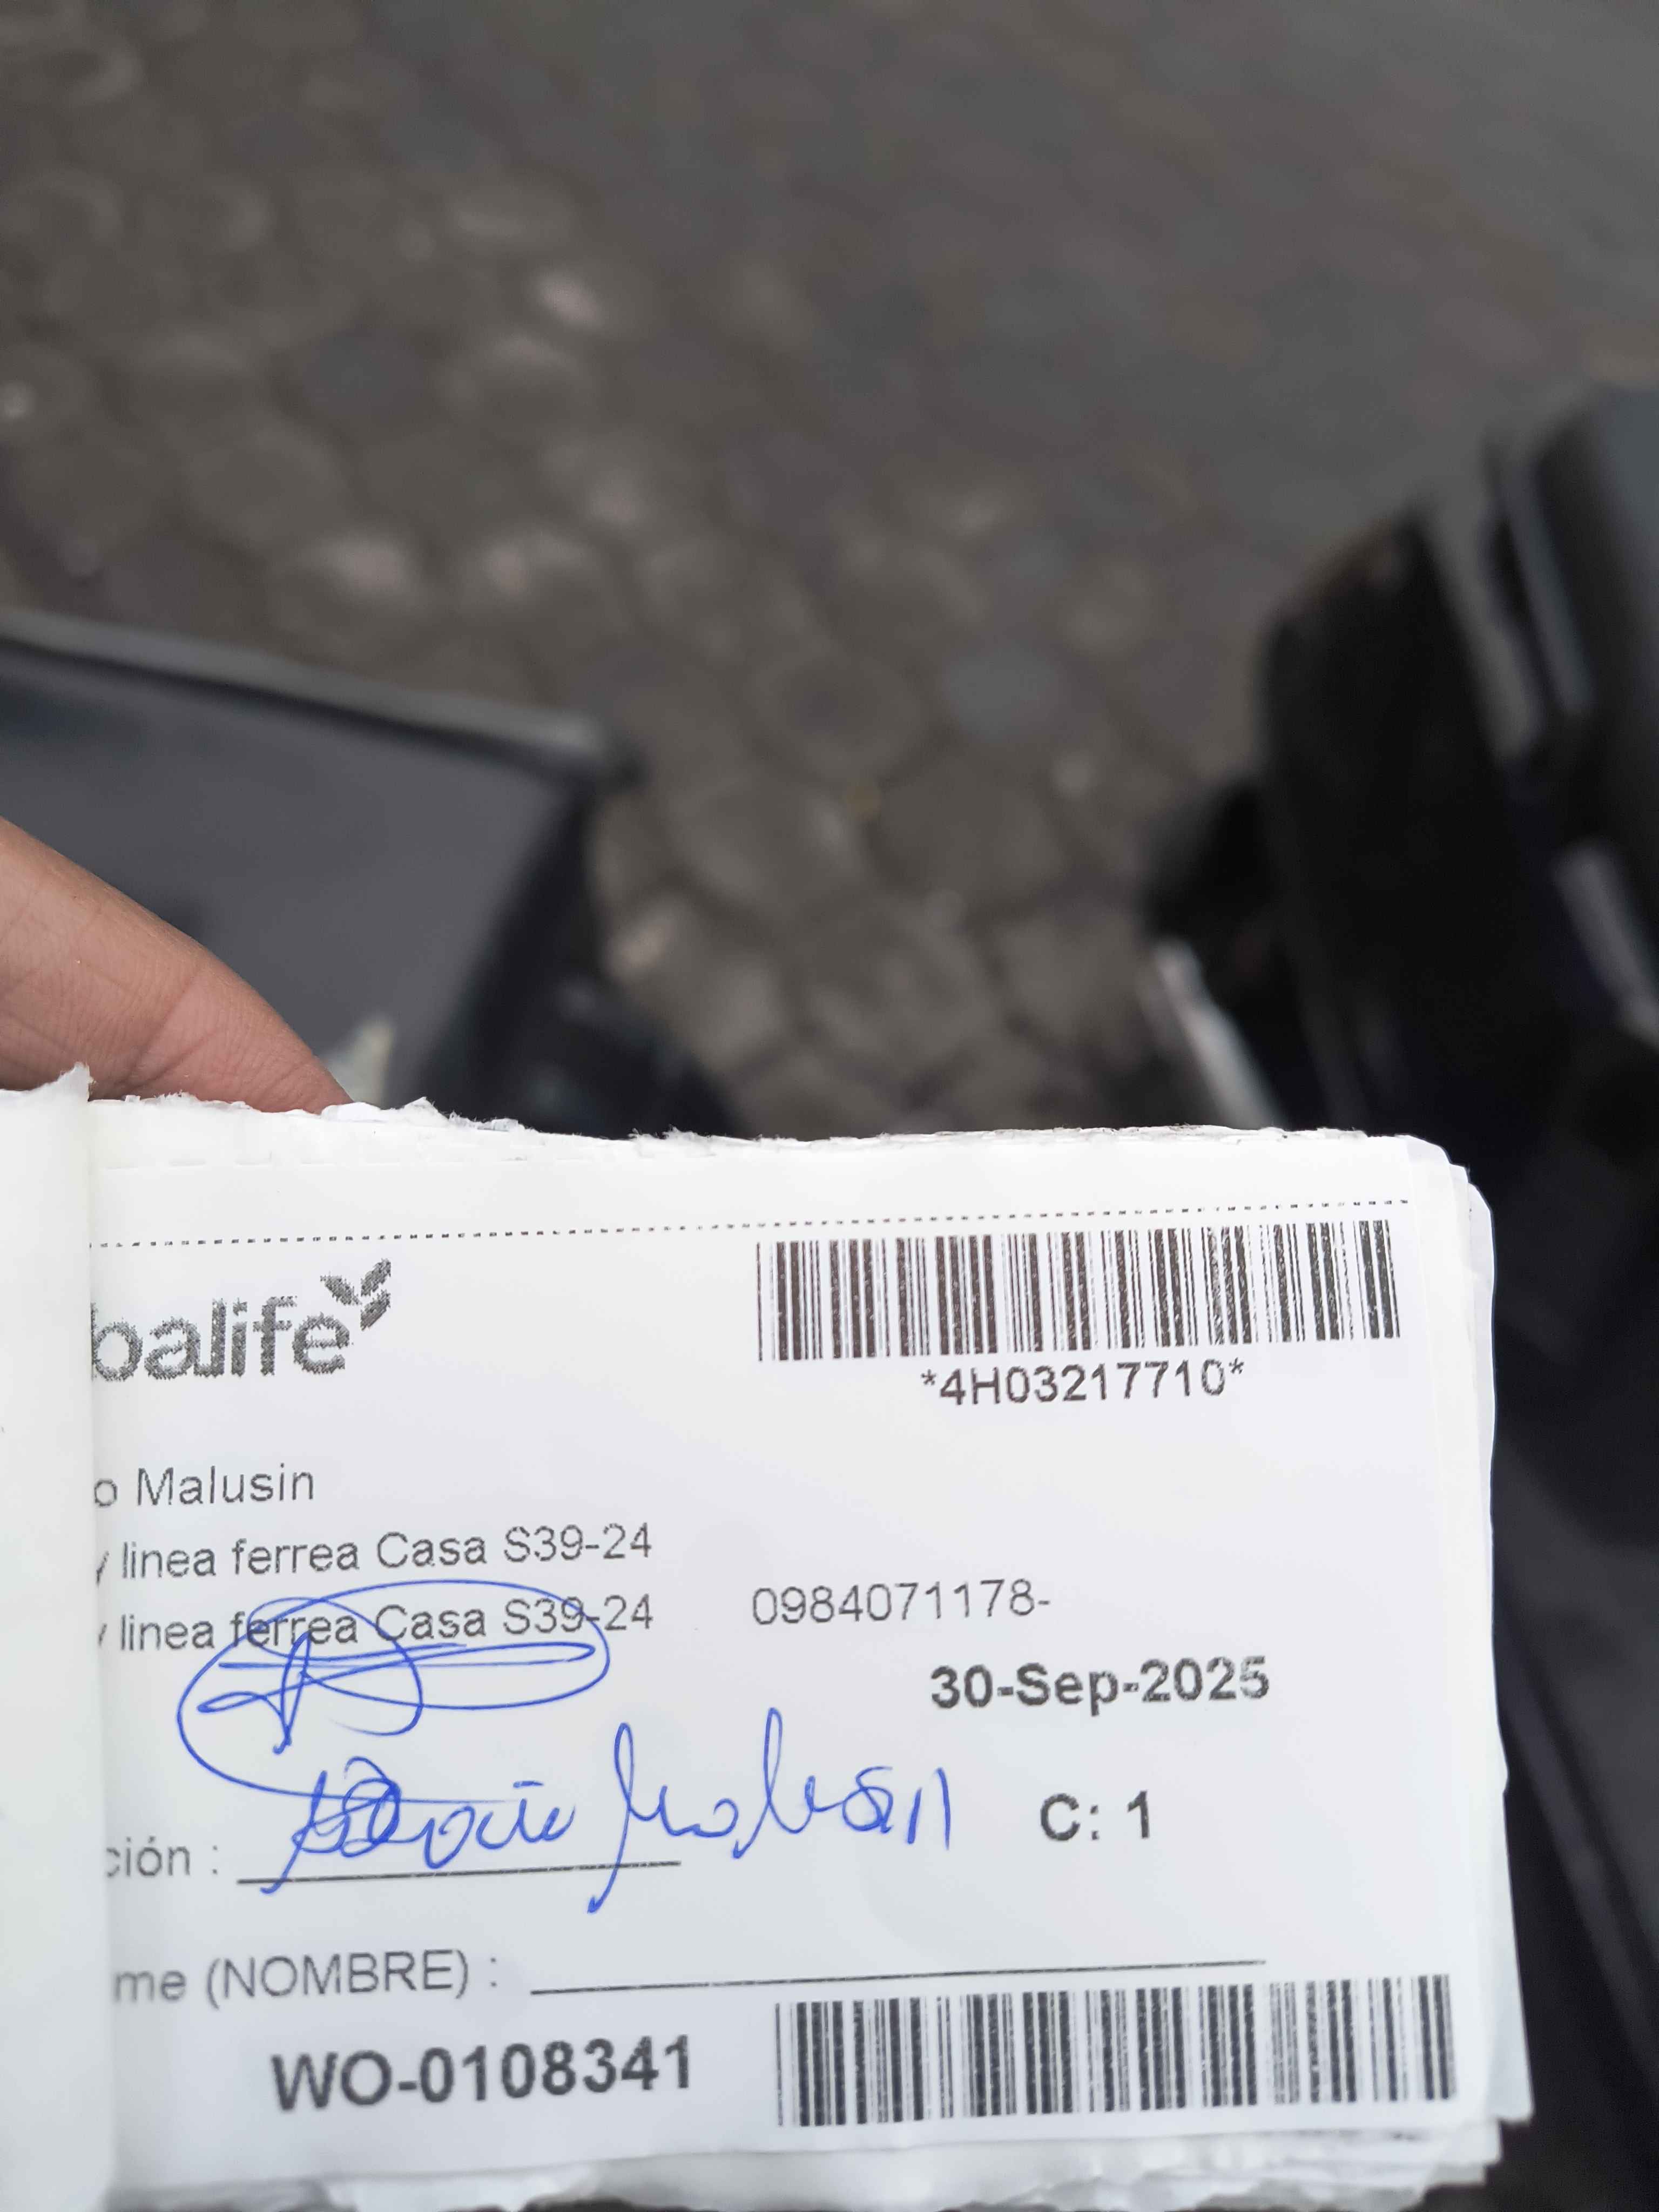 balife
*4H03217710*
o Malusin
y linea ferrea Casa S39-24
y linea ferrea Casa S39-24 0984071178-
30-Sep-2025
Malusin
C: 1
ción :
me (NOMBRE) :
WO-0108341